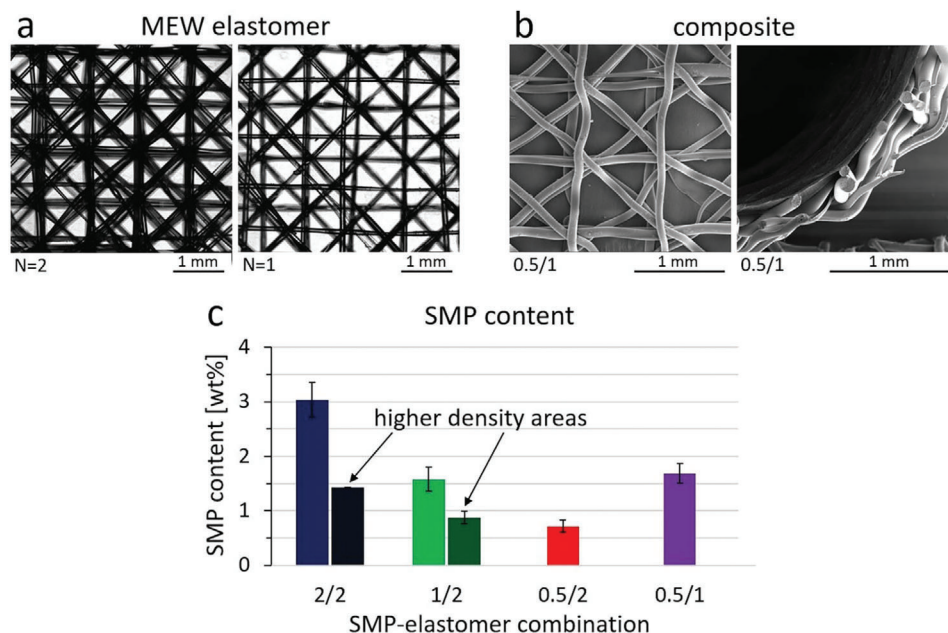 a MEW elastomer
b composite
N=2 1 mm
N=1 1 mm
0.5/1 1 mm
0.5/1 1 mm
c SMP content
SMP content [wt%]
4
3
2
1
0
higher density areas
2/2 1/2 0.5/2 0.5/1
SMP-elastomer combination